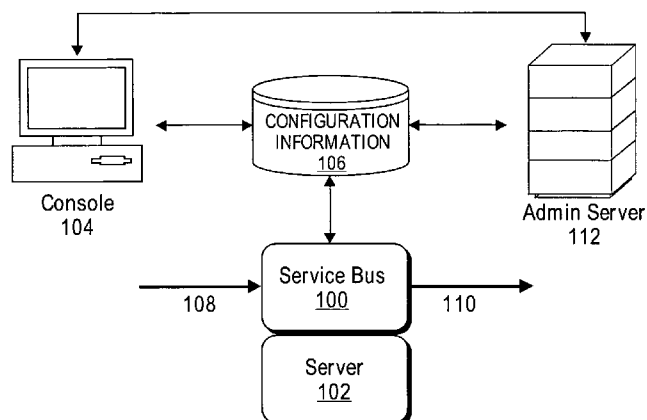 CONFIGURATION
INFORMATION
106
Console
104
Admin Server
112
108
Service Bus
100
110
Server
102